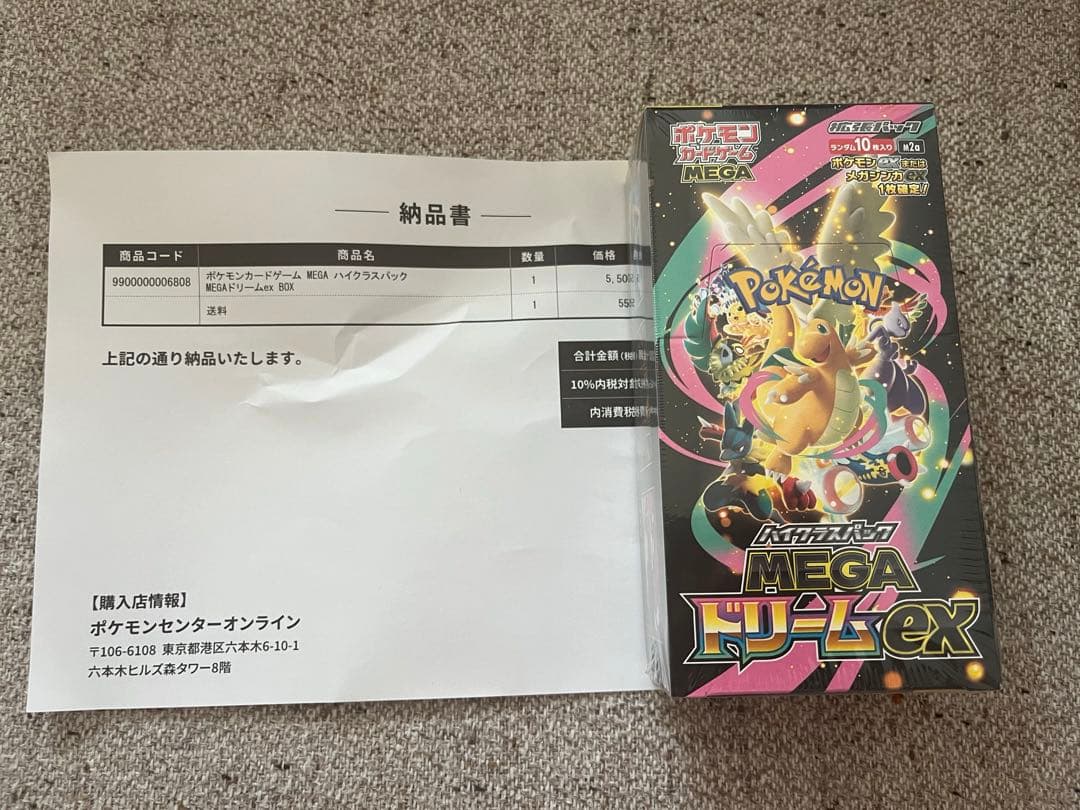 納品書
商品コード 商品名 数量 価格
9900000006808 ポケモンカードゲーム MEGA ハイクラスパック 1 5,50
MEGAドリームex BOX
送料 1 55
上記の通り納品いたします。
合計金額(税
10%内税対
内消費税
【購入店情報】
ポケモンセンターオンライン
〒106-6108 東京都港区六本木6-10-1
六本木ヒルズ森タワー8階
ポケモン
カードゲーム
MEGA
拡張パック
ランダム10枚入り M2a
ポケモンexまたは
メガシンカex
1枚確定!
POKéMON
ハイクラスパック
MEGA
ドリームex